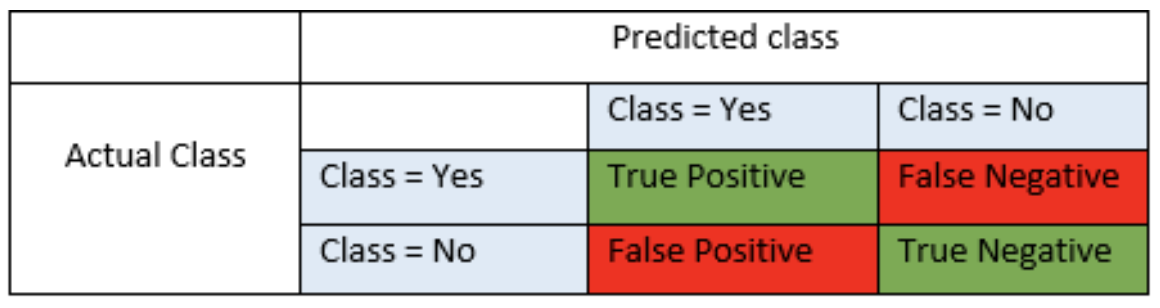 Predicted class
Actual Class
Class = Yes
Class = No
Class = Yes
True Positive
False Negative
Class = No
False Positive
True Negative